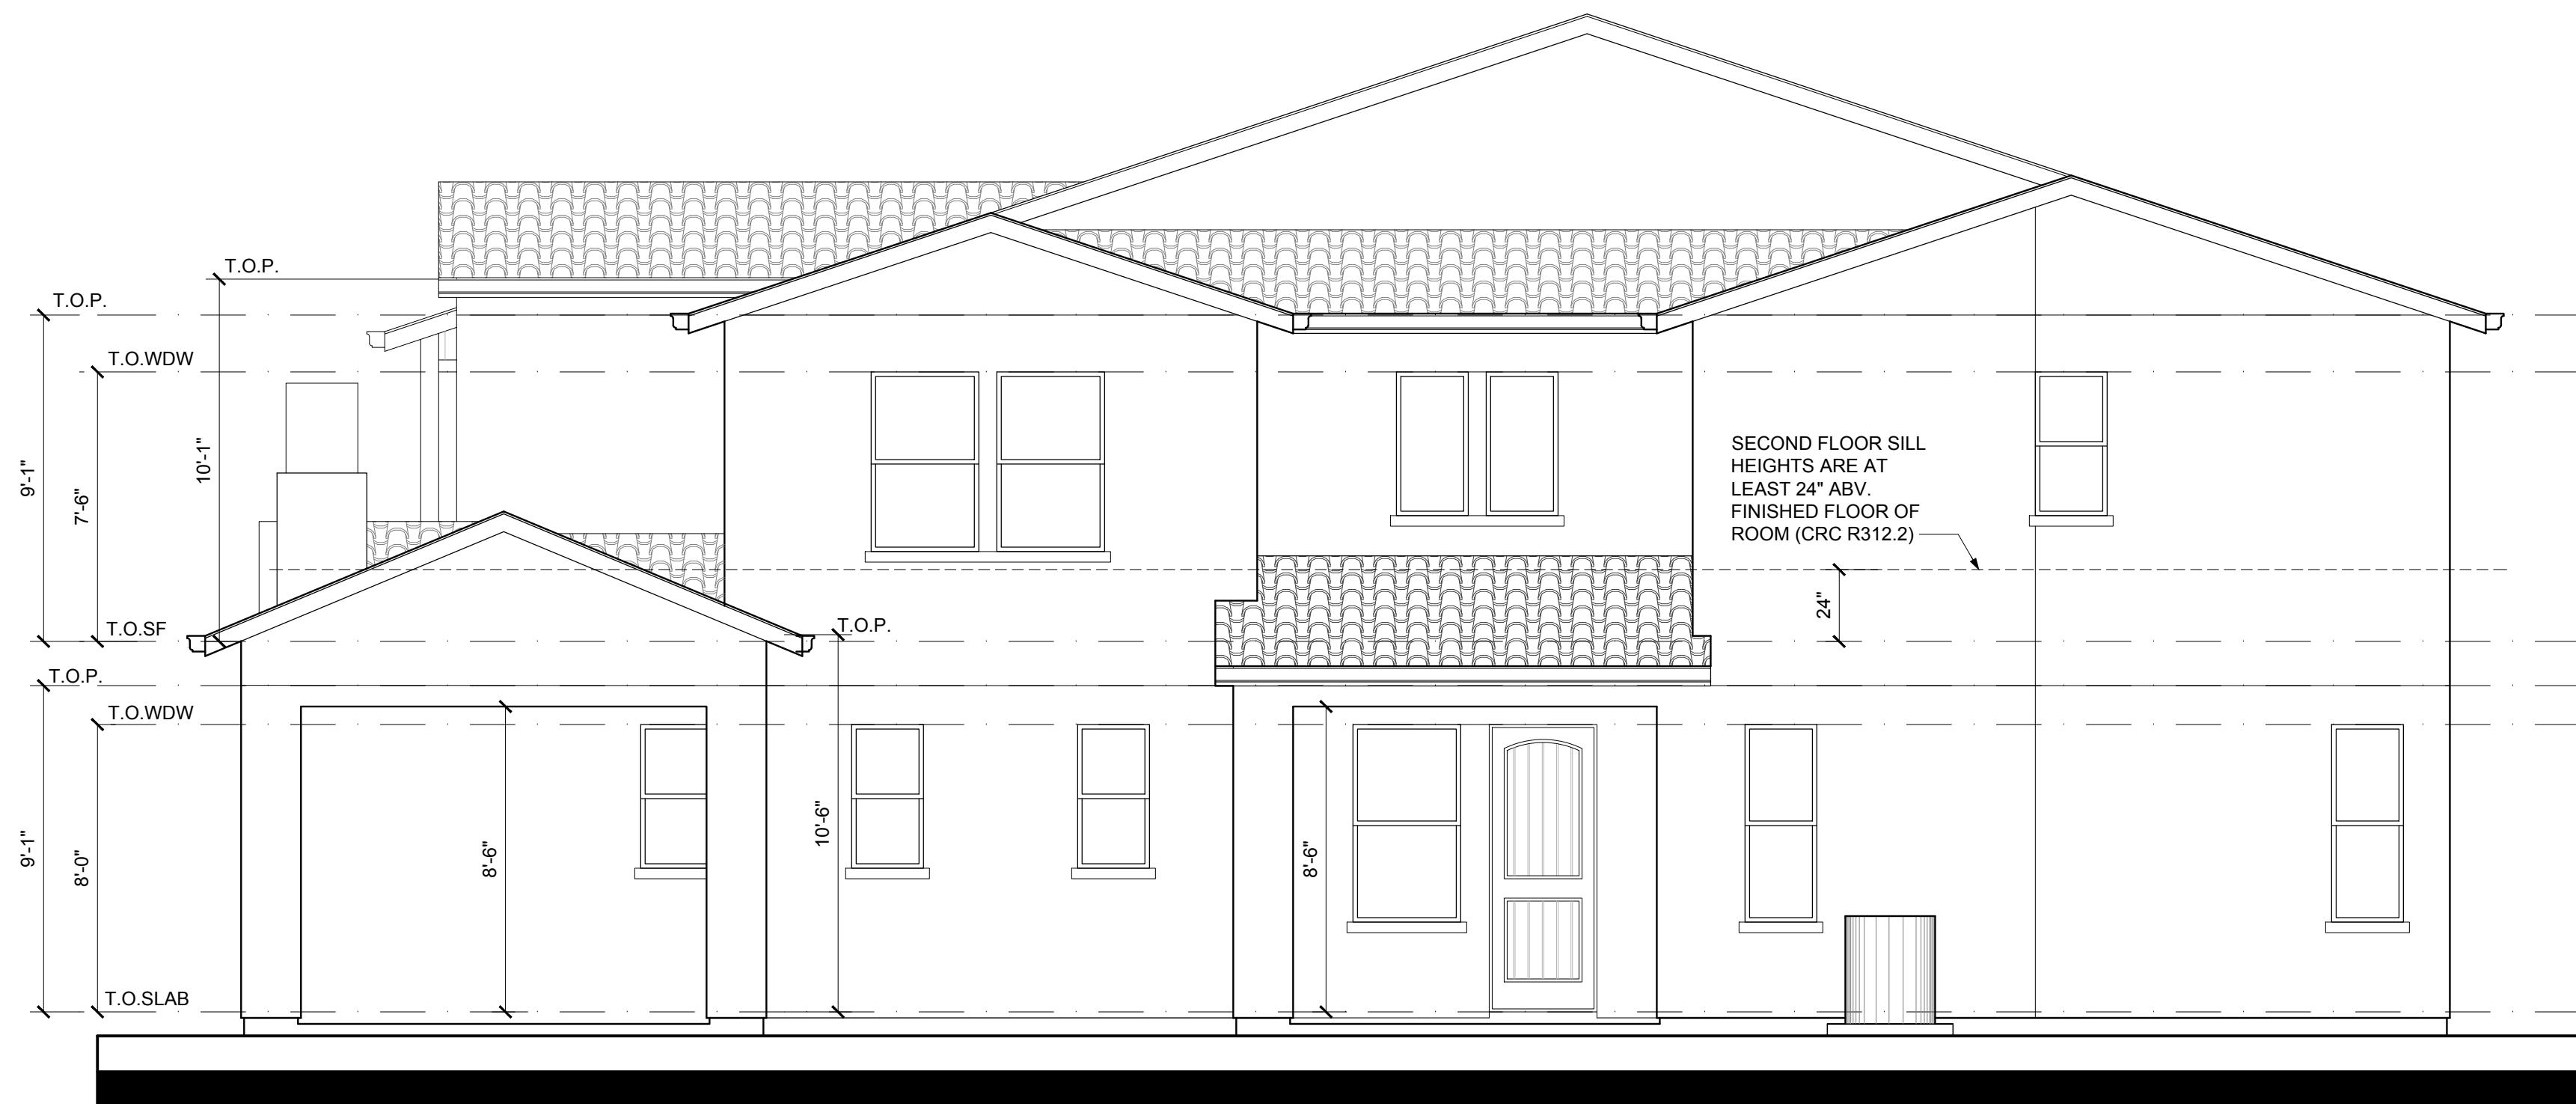 T.O.P.
T.O.P.
T.O.WDW
10'-1"
9'-1"
7'-6"
SECOND FLOOR SILL
HEIGHTS ARE AT
LEAST 24" ABV.
FINISHED FLOOR OF
ROOM (CRC R312.2)
24"
T.O.SF
T.O.P.
T.O.P.
T.O.WDW
9'-1"
8'-0"
8'-6"
10'-6"
8'-6"
T.O.SLAB